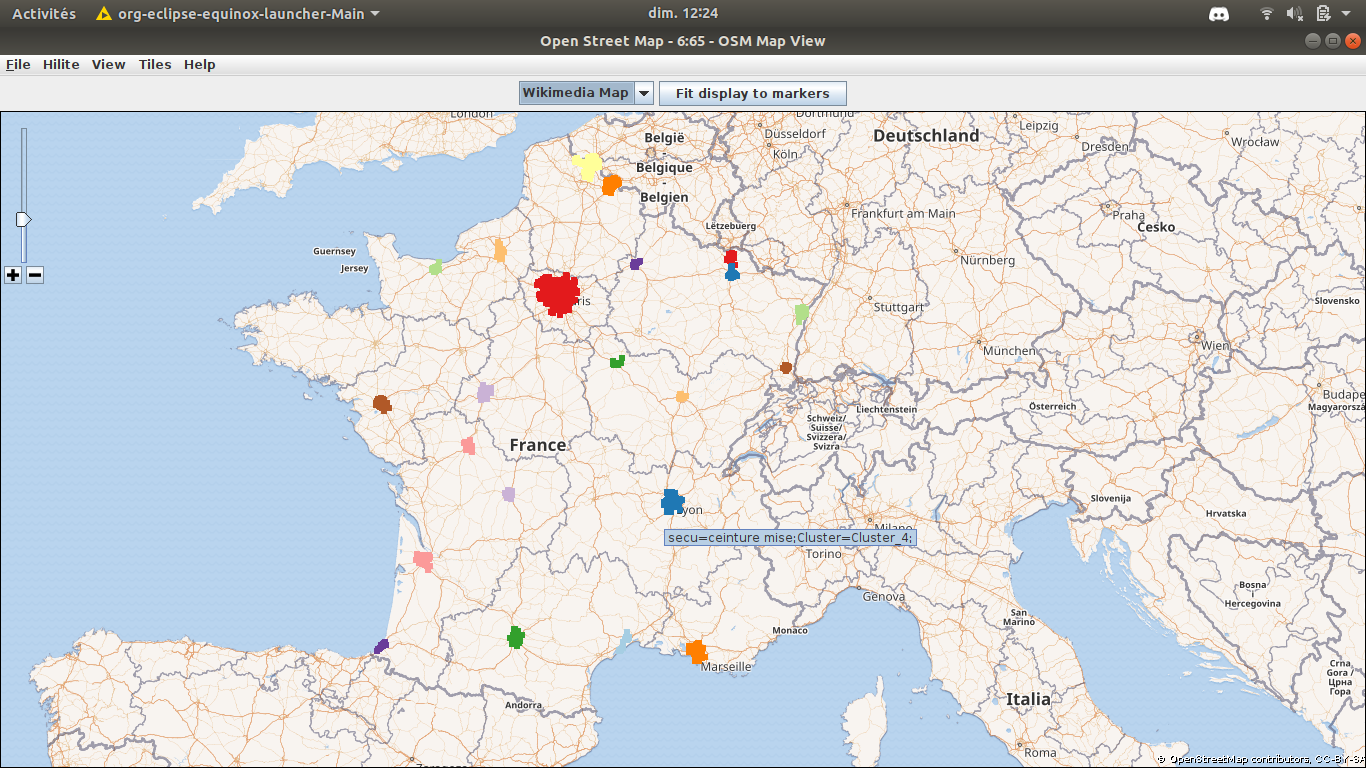 Activités
org-eclipse-equinox-launcher-Main
dim. 12:24
Open Street Map - 6:65 - OSM Map View
File Hilite View Tiles Help
Wikimedia Map
Fit display to markers
London
België
-
Belgique
-
Belgien
Dortmund
Düsseldorf
Köln
Deutschland
Leipzig
Dresden
Wrocław
Frankfurt am Main
Praha
Česko
Lëtzebuerg
Guernsey
Jersey
Nürnberg
Slovensko
Stuttgart
München
Wien
Budape
Magyarorszá
Schweiz/
Suisse/
Svizzera/
Svizra
Liechtenstein
Österreich
France
Slovenija
Hrvatska
yon
Milano
secu=ceinture mise;Cluster=Cluster_4;
Torino
Genova
Bosna
i
Hercegovina
San
Marino
Monaco
Marseille
Crna
Gora /
Црна
Гора
Andorra
Italia
Roma
Zaragoza
© OpenStreetMap contributors, CC-BY-SA